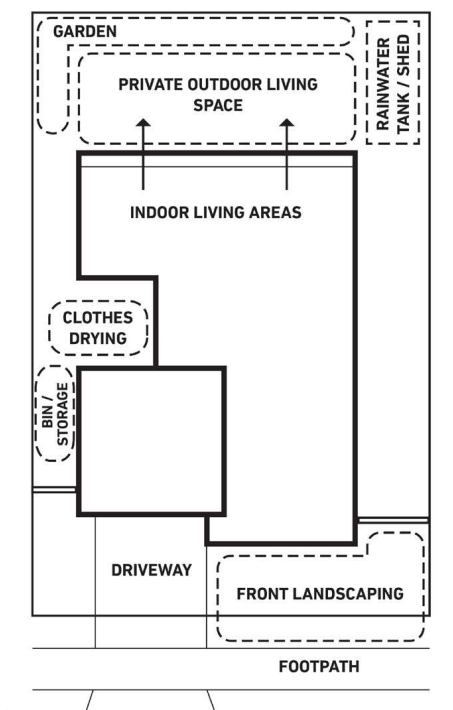 GARDEN
RAINWATER
TANK / SHED
PRIVATE OUTDOOR LIVING
SPACE
INDOOR LIVING AREAS
CLOTHES
DRYING
BIN /
STORAGE
DRIVEWAY
FRONT LANDSCAPING
FOOTPATH